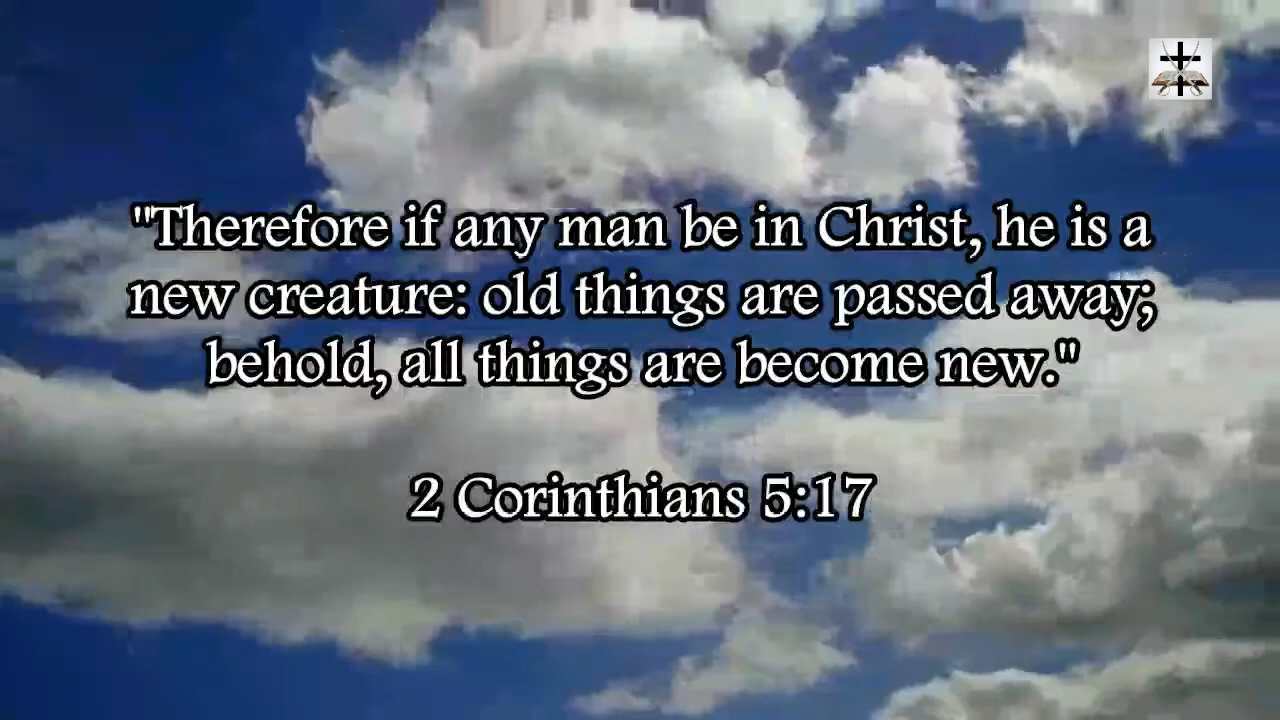 "Therefore if any man be in Christ, he is a
new creature: old things are passed away;
behold, all things are become new."
2 Corinthians 5:17